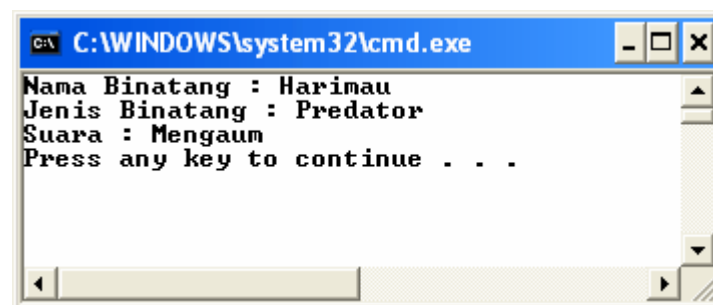 C:\WINDOWS\system32\cmd.exe
Nama Binatang : Harimau
Jenis Binatang : Predator
Suara : Mengaum
Press any key to continue . . .